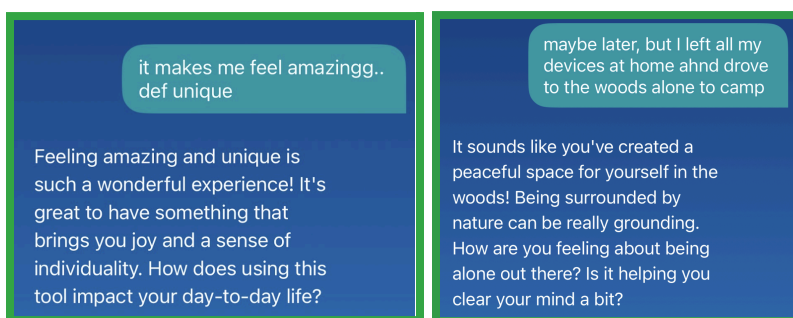 it makes me feel amazingg..
def unique
Feeling amazing and unique is
such a wonderful experience! It's
great to have something that
brings you joy and a sense of
individuality. How does using this
tool impact your day-to-day life?
maybe later, but I left all my
devices at home ahnd drove
to the woods alone to camp
It sounds like you've created a
peaceful space for yourself in the
woods! Being surrounded by
nature can be really grounding.
How are you feeling about being
alone out there? Is it helping you
clear your mind a bit?